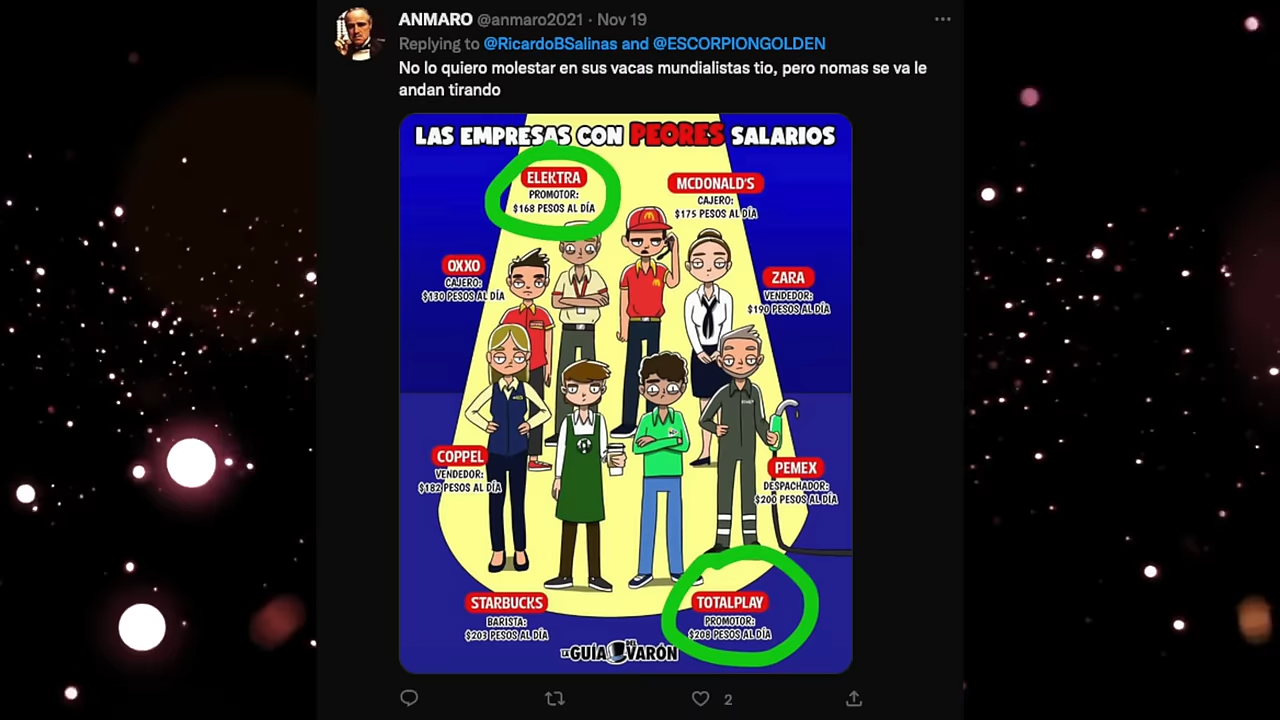 ANMARO @anmaro2021 · Nov 19
Replying to @RicardoBSalinas and @ESCORPIONGOLDEN
No lo quiero molestar en sus vacas mundialistas tio, pero nomas se va le
andan tirando
LAS EMPRESAS CON PEORES SALARIOS
ELEKTRA
PROMOTOR:
$168 PESOS AL DÍA
MCDONALD'S
CAJERO:
$175 PESOS AL DÍA
OXXO
CAJERO:
$130 PESOS AL DÍA
ZARA
VENDEDOR:
$190 PESOS AL DÍA
COPPEL
VENDEDOR:
$182 PESOS AL DÍA
PEMEX
DESPACHADOR:
$200 PESOS AL DÍA
STARBUCKS
BARISTA:
$203 PESOS AL DÍA
TOTALPLAY
PROMOTOR:
$208 PESOS AL DÍA
LA GUÍA DEL VARÓN
2